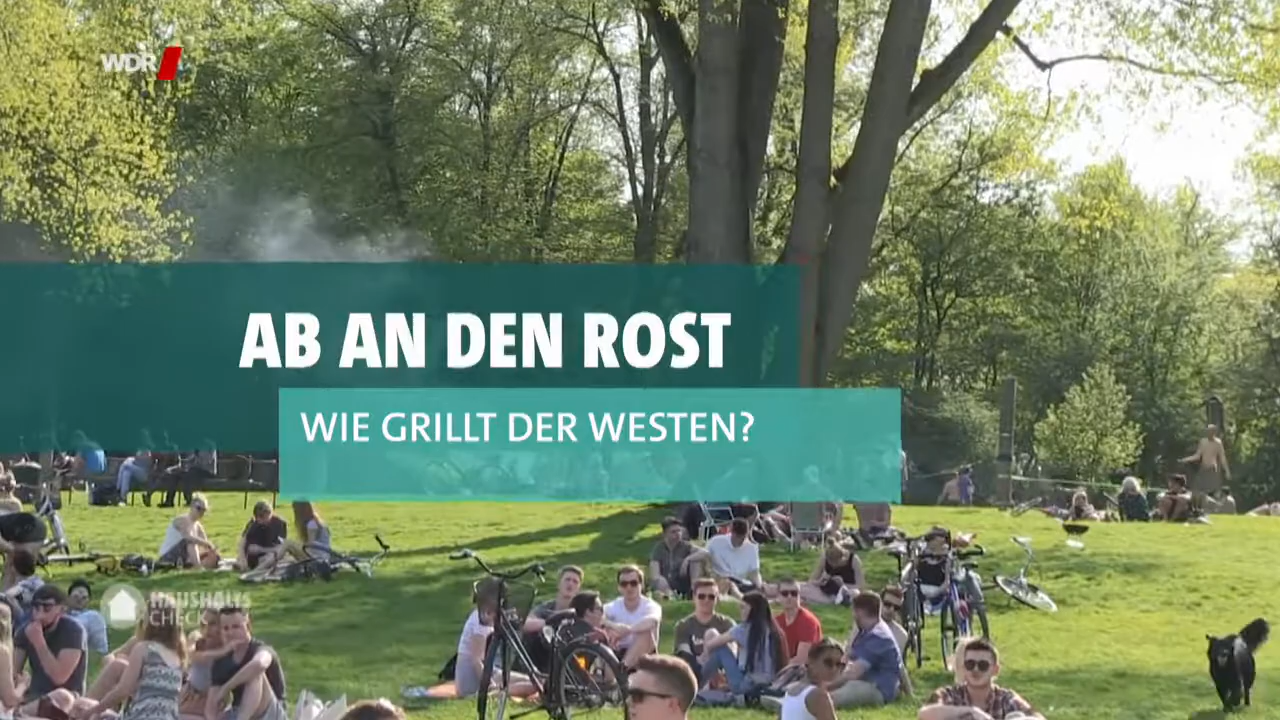 WDR
AB AN DEN ROST
WIE GRILLT DER WESTEN?
HAUSHALTS
CHECK